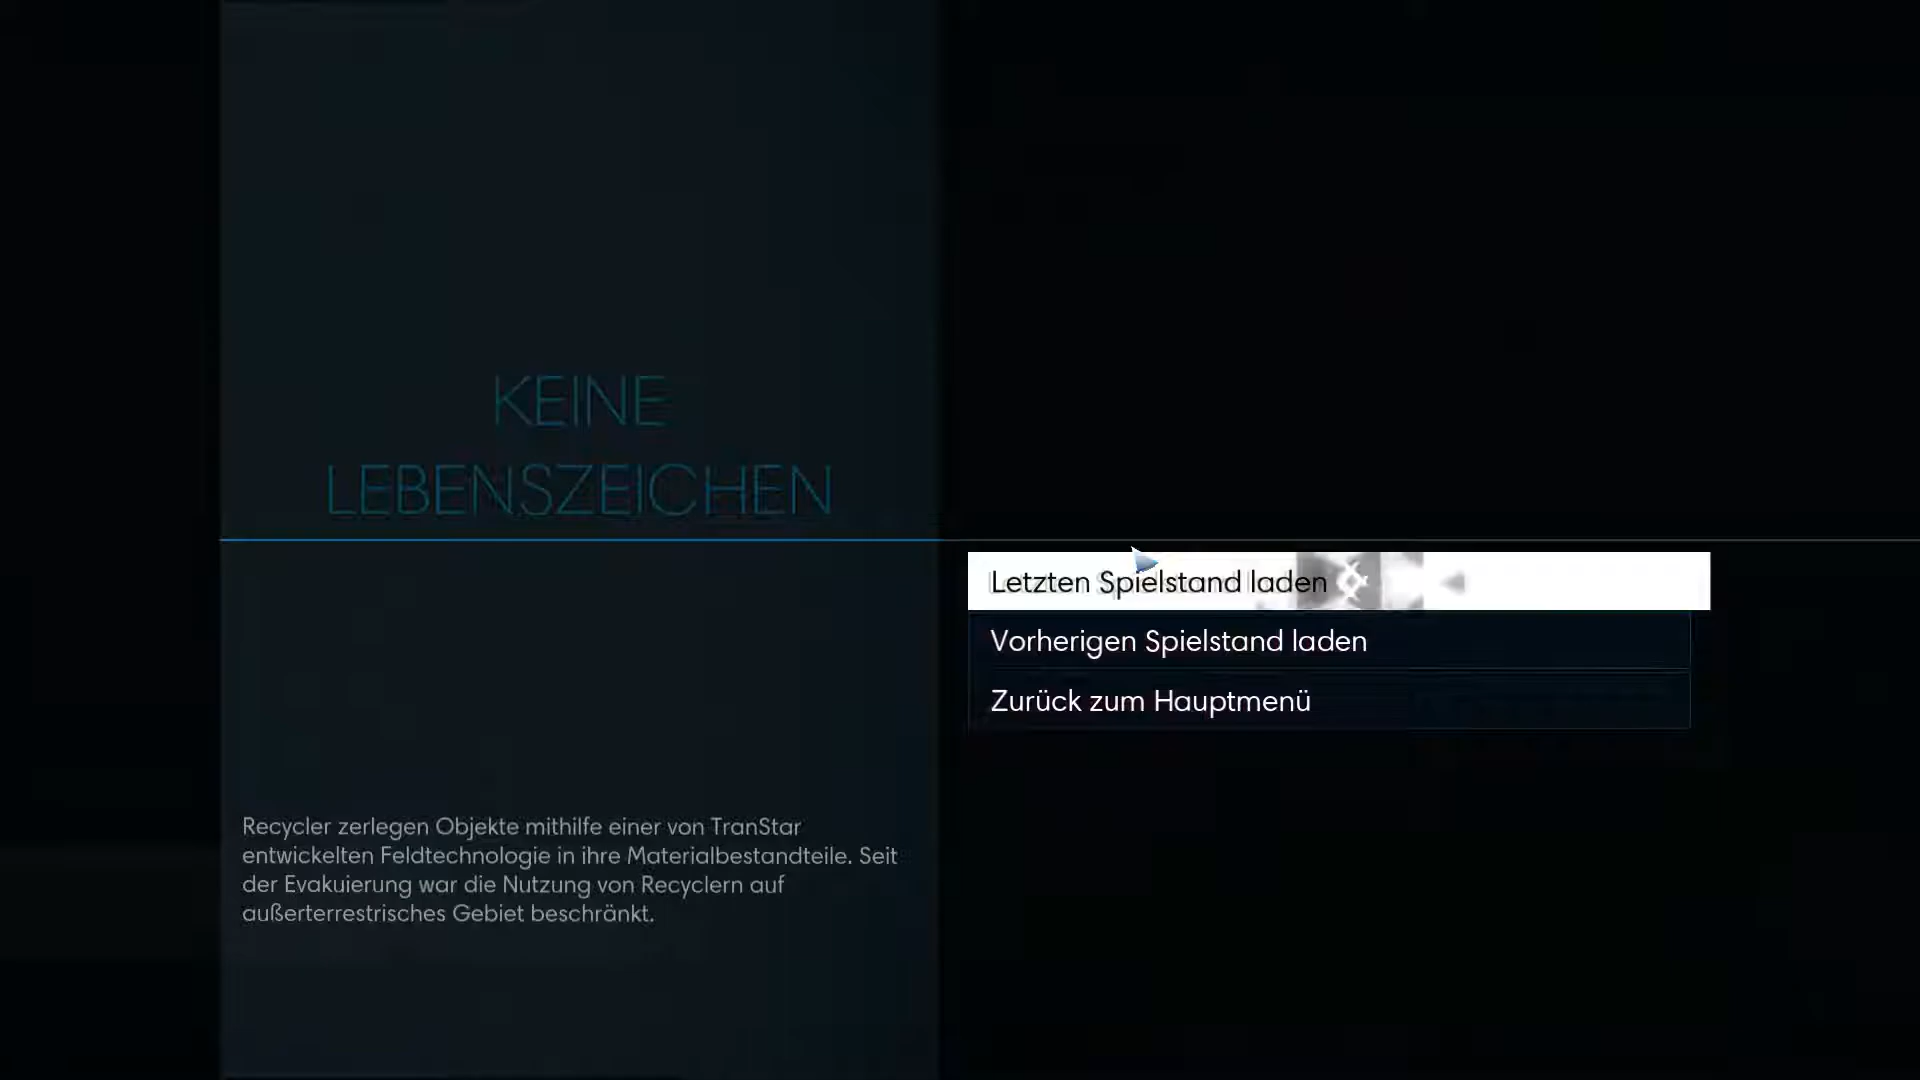 KEINE
LEBENSZEICHEN
Letzten Spielstand laden
Vorherigen Spielstand laden
Zurück zum Hauptmenü
Recycler zerlegen Objekte mithilfe einer von TranStar
entwickelten Feldtechnologie in ihre Materialbestandteile. Seit
der Evakuierung war die Nutzung von Recyclern auf
außerterrestrisches Gebiet beschränkt.